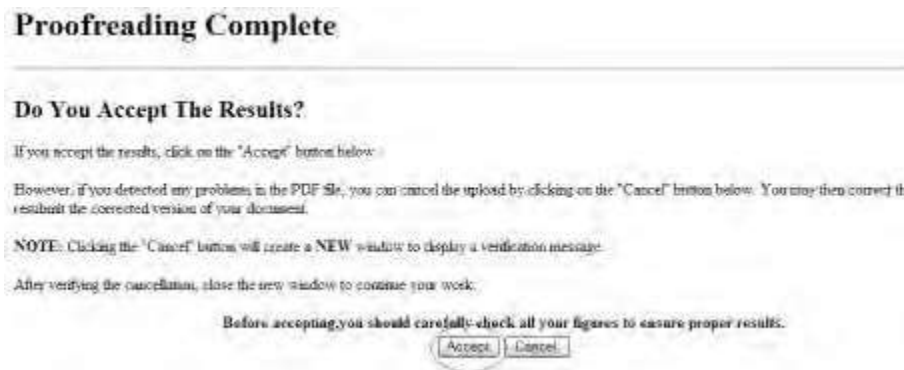 Proofreading Complete
Do You Accept The Results?
If you accept the results, click on the "Accept" button below
However, if you detected any problems in the PDF file, you can cancel the upload by clicking on the "Cancel" button below. You may then correct th
resubmit the corrected version of your document.
NOTE: Clicking the "Cancel" button will create a NEW window to display a verification message.
After verifying the cancellation, close the new window to continue your work.
Before accepting,you should carefully check all your figures to ensure proper results.
Accept Cancel